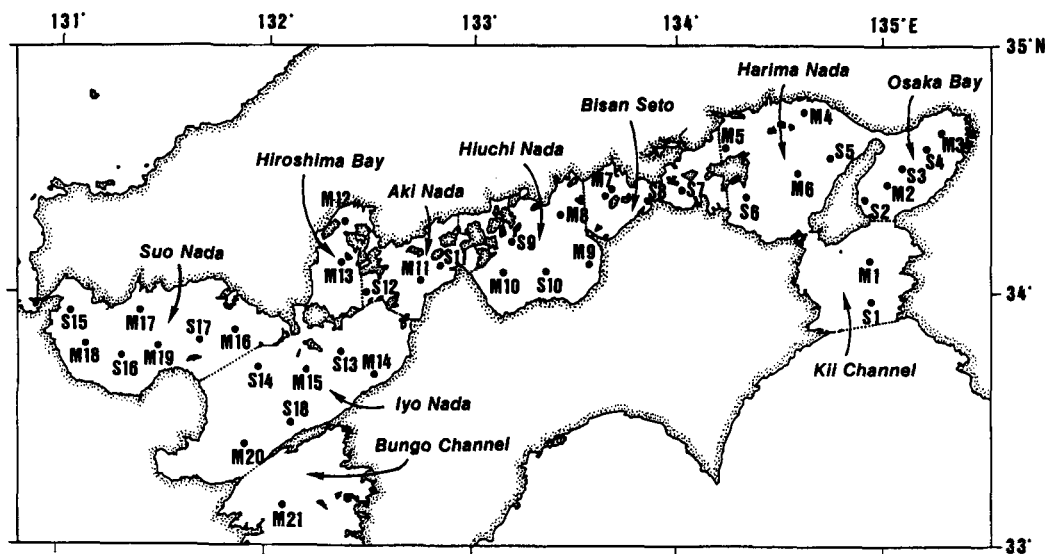 131°
132°
133°
134°
135°E
35°N
Harima Nada
Osaka Bay
Bisan Seto
Hiuchi Nada
Hiroshima Bay
Aki Nada
Suo Nada
M4
M5
M3
S4
S5
S3
M6
M2
S2
M7
S8
S7
S6
M8
M12
S9
M9
M13
M11
S11
M10
S10
S12
M1
S1
34°
S15
M17
S17
M16
M18
S16
M19
S14
M15
S13
M14
S18
Kii Channel
Iyo Nada
M20
Bungo Channel
M21
33°